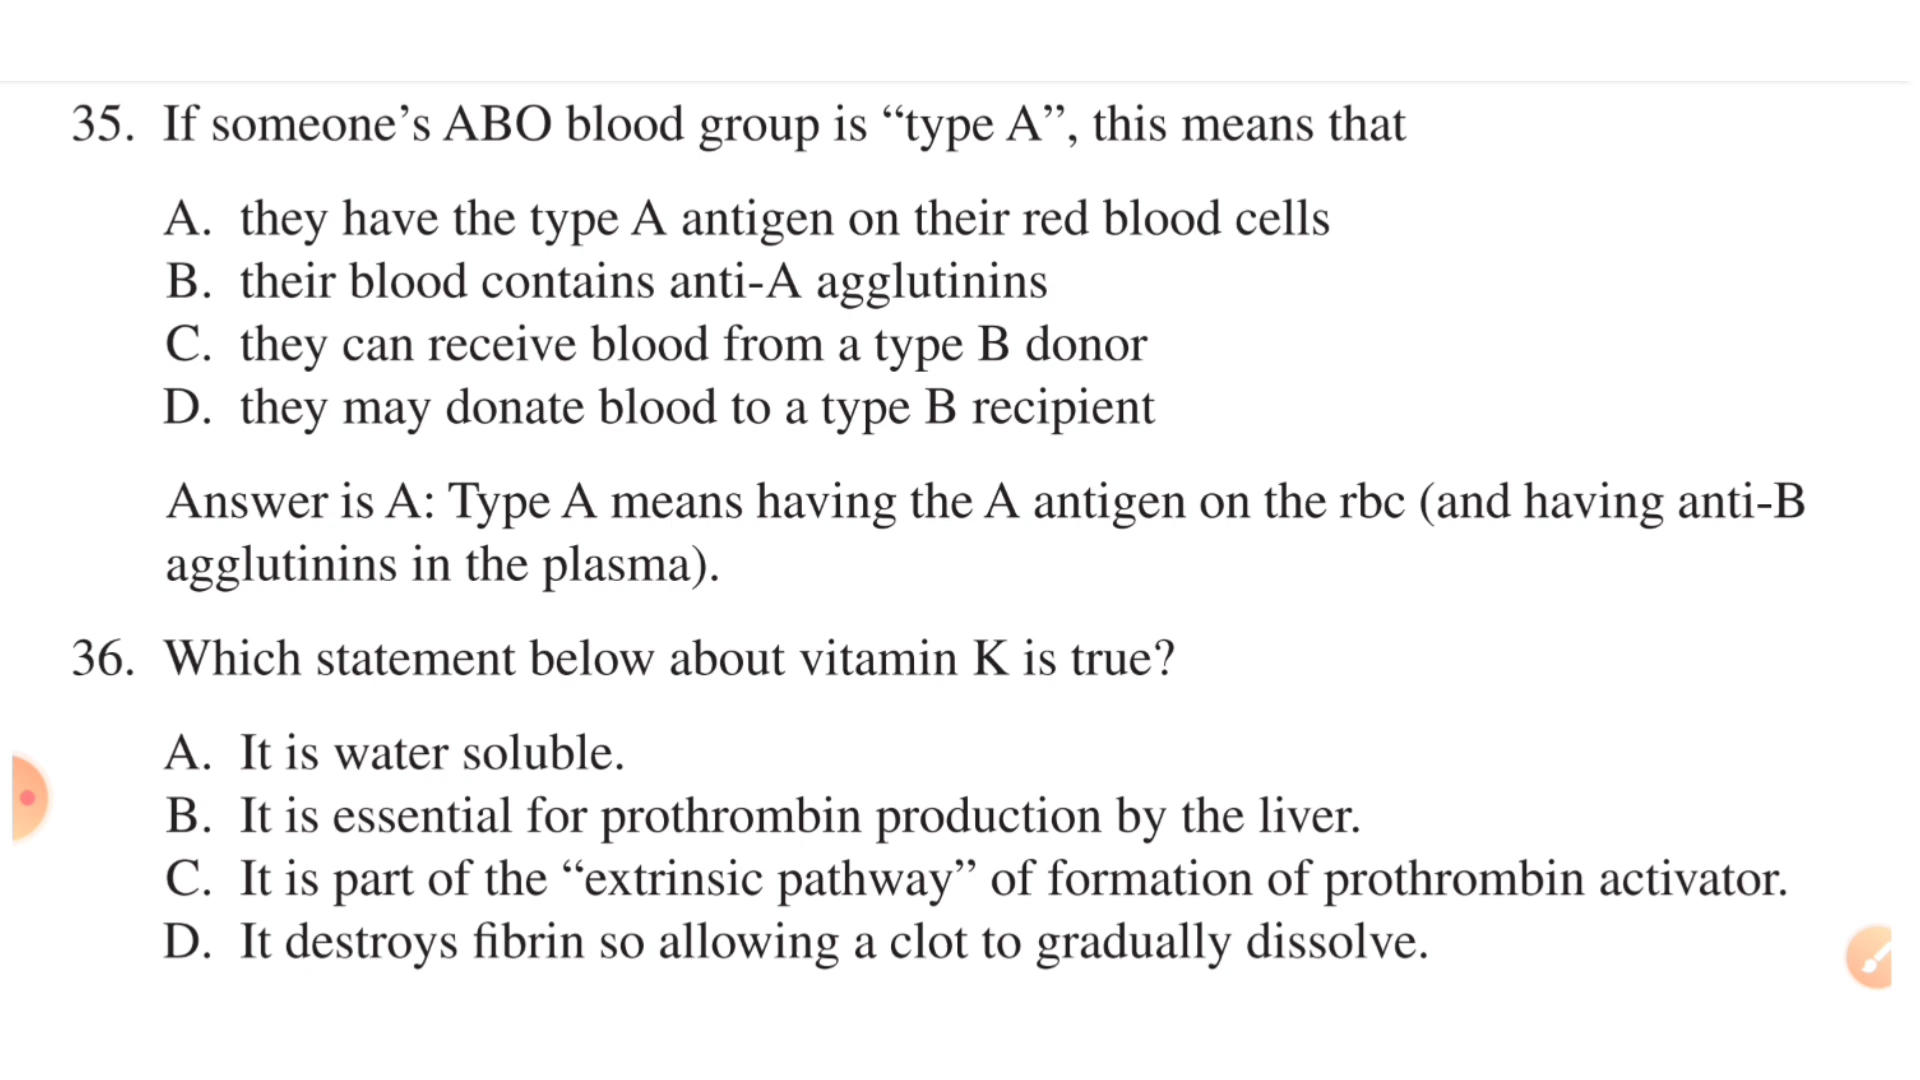 35. If someone’s ABO blood group is “type A”, this means that
A. they have the type A antigen on their red blood cells
B. their blood contains anti-A agglutinins
C. they can receive blood from a type B donor
D. they may donate blood to a type B recipient
Answer is A: Type A means having the A antigen on the rbc (and having anti-B
agglutinins in the plasma).
36. Which statement below about vitamin K is true?
A. It is water soluble.
B. It is essential for prothrombin production by the liver.
C. It is part of the “extrinsic pathway” of formation of prothrombin activator.
D. It destroys fibrin so allowing a clot to gradually dissolve.